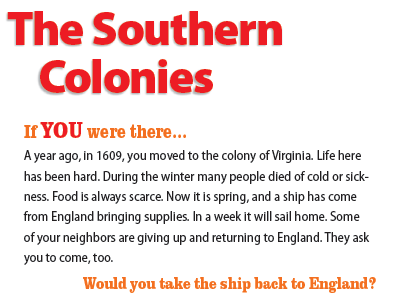 The Southern
Colonies
If YOU were there...
A year ago, in 1609, you moved to the colony of Virginia. Life here
has been hard. During the winter many people died of cold or sick-
ness. Food is always scarce. Now it is spring, and a ship has come
from England bringing supplies. In a week it will sail home. Some
of your neighbors are giving up and returning to England. They ask
you to come, too.
Would you take the ship back to England?